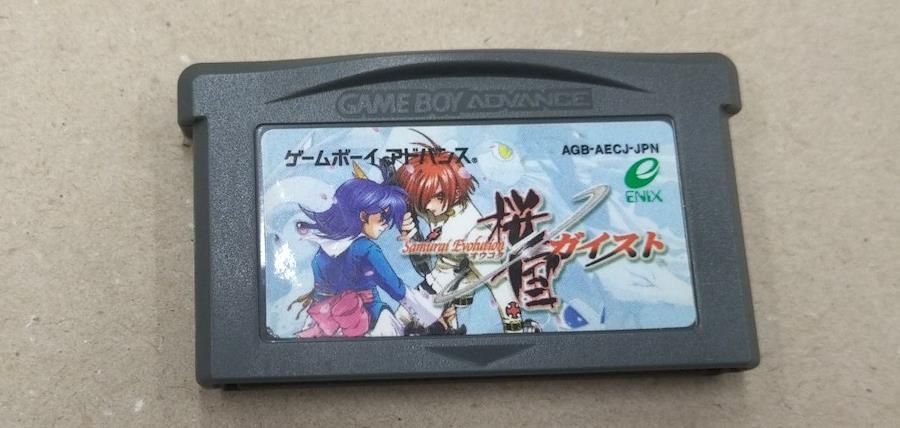 GAME BOY ADVANCE
ゲームボーイ アドバンス®
AGB-AECJ-JPN
ENIX
Samurai Evolution
オウコク
桜国ガイスト